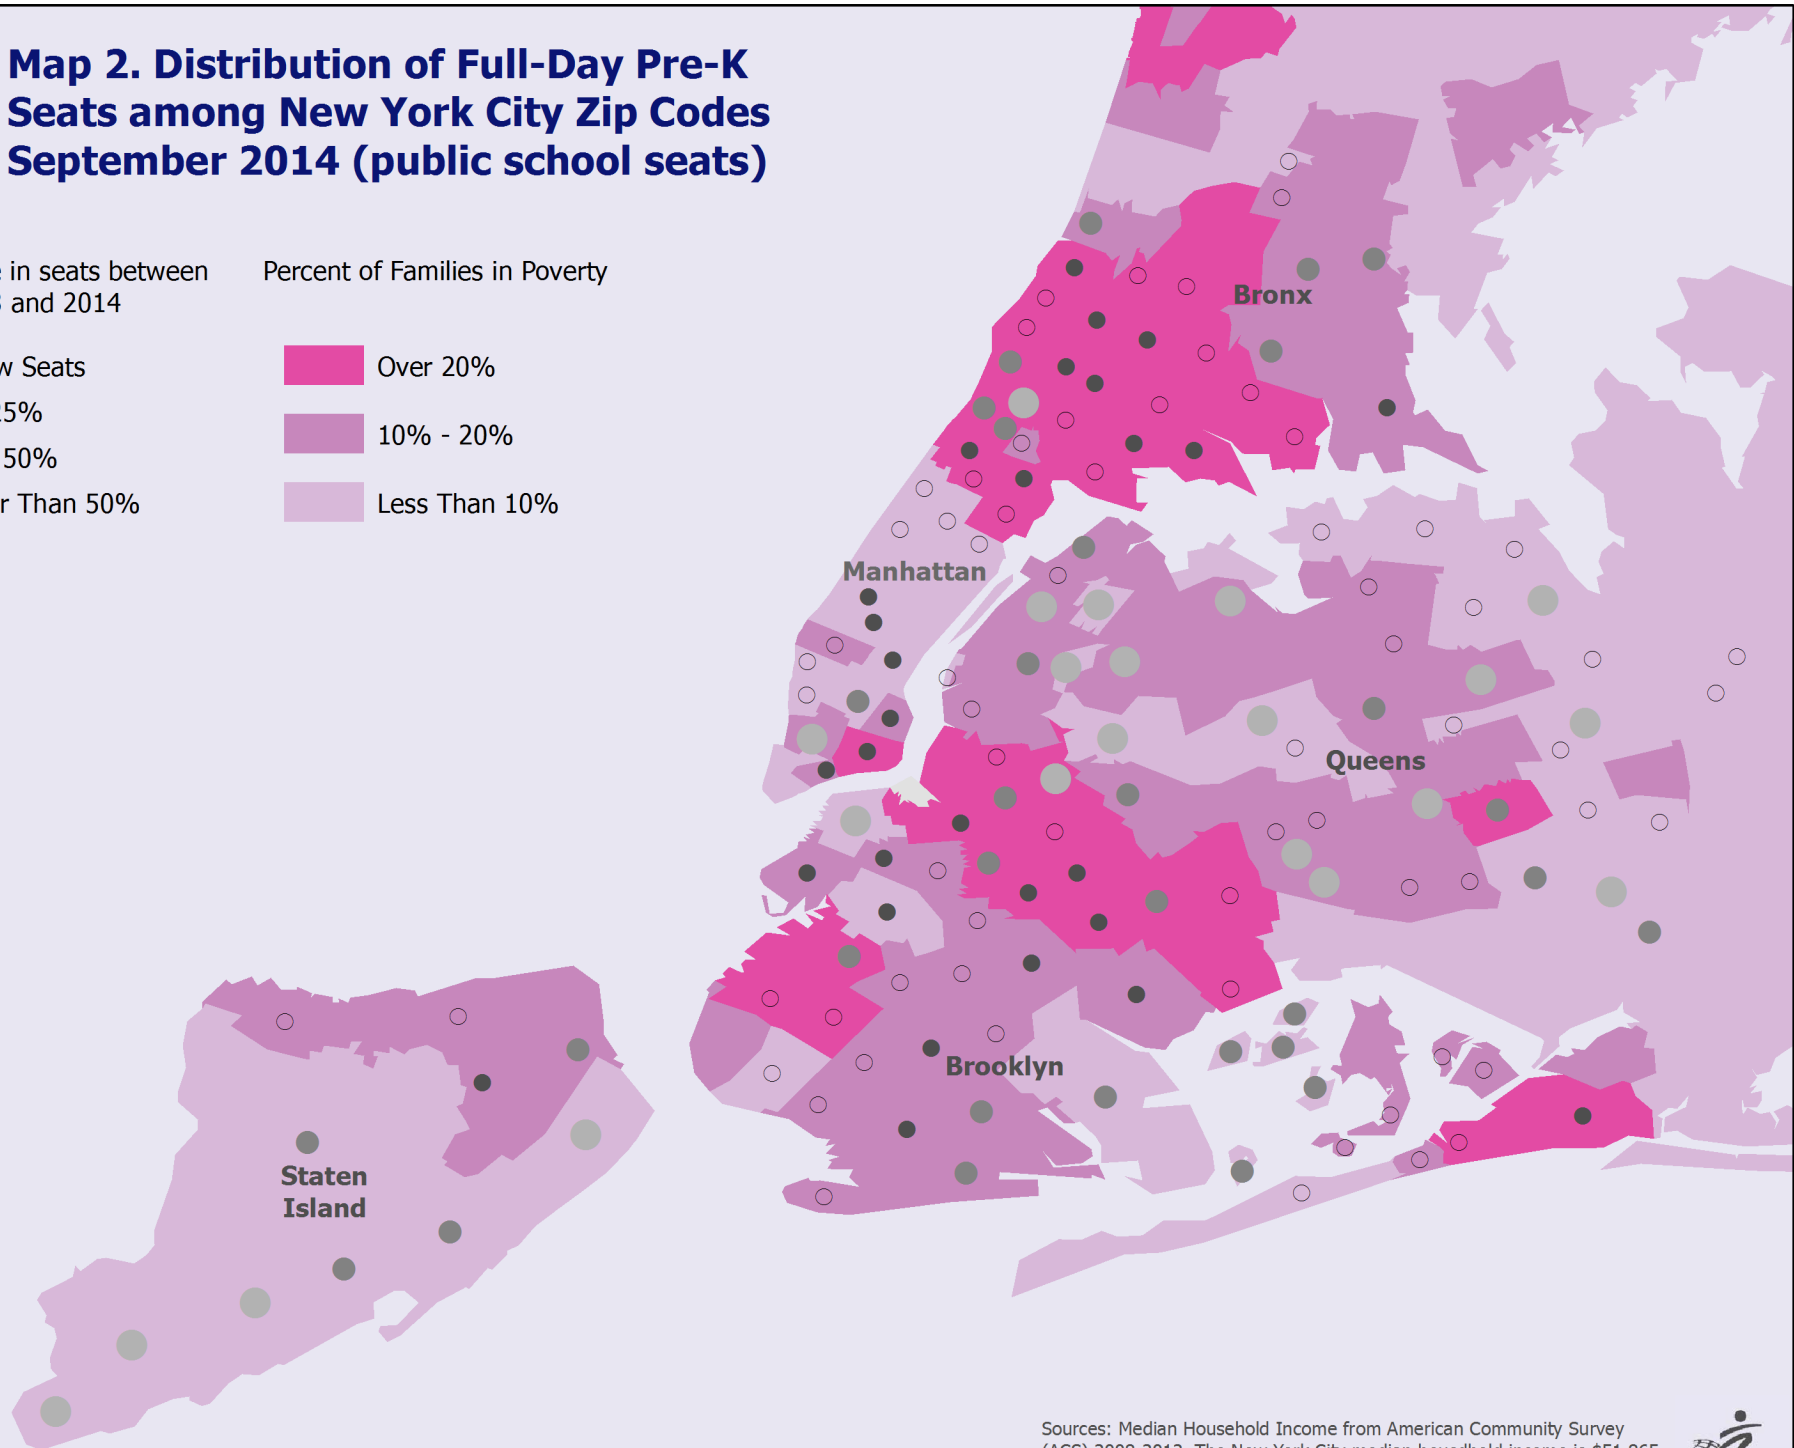 Map 2. Distribution of Full-Day Pre-K
Seats among New York City Zip Codes
September 2014 (public school seats)
in seats between
and 2014
Percent of Families in Poverty
Seats
Over 20%
10% - 20%
50%
Than 50%
Less Than 10%
Bronx
Manhattan
Queens
Brooklyn
Staten
Island
Sources: Median Household Income from American Community Survey